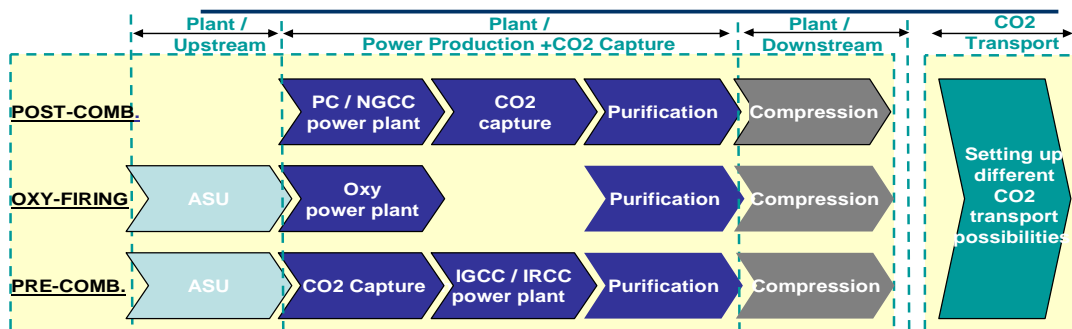 Plant /
Upstream
Plant /
Power Production +CO2 Capture
Plant /
Downstream
CO2
Transport
POST-COMB.
PC / NGCC
power plant
CO2
capture
Purification
Compression
OXY-FIRING
ASU
Oxy
power plant
Purification
Compression
PRE-COMB.
ASU
CO2 Capture
IGCC / IRCC
power plant
Purification
Compression
Setting up
different
CO2
transport
possibilities